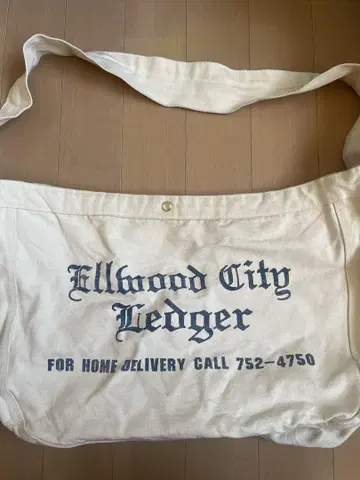 Ellwood City
Ledger
FOR HOME DELIVERY CALL 752-4750